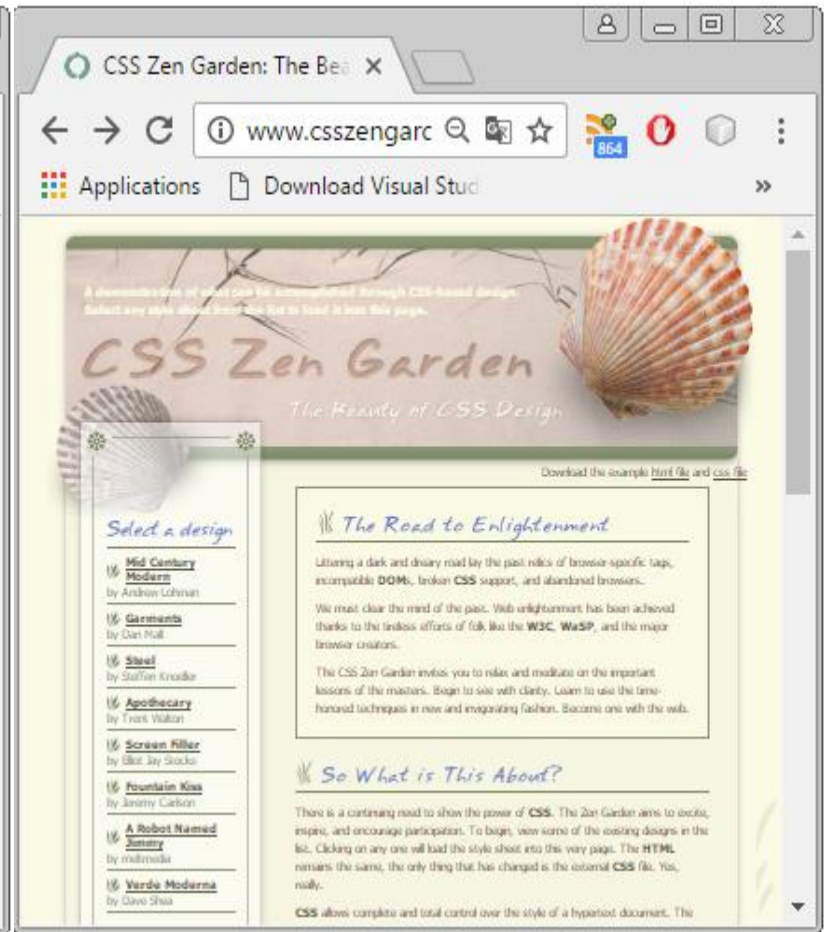 CSS Zen Garden: The Bea
www.csszengarc
864
Applications
Download Visual Stud
A demonstration of what can be accomplished through CSS-based design.
Select any style sheet from the list to load it into this page.
CSS Zen Garden
The Beauty of CSS Design
Download the example html file and css file
Select a design
Mid Century
Modern
by Andrew Lohman
Garments
by Dan Mall
Steel
by Steffen Knoeller
Apothecary
by Trent Walton
Screen Filler
by Elliot Jay Stocks
Fountain Kiss
by Jeremy Carlson
A Robot Named
Jimmy
by meltmedia
Verde Moderna
by Dave Shea
The Road to Enlightenment
Littering a dark and dreary road lay the past relics of browser-specific tags,
incompatible DOMs, broken CSS support, and abandoned browsers.
We must clear the mind of the past. Web enlightenment has been achieved
thanks to the tireless efforts of folk like the W3C, WaSP, and the major
browser creators.
The CSS Zen Garden invites you to relax and meditate on the important
lessons of the masters. Begin to see with clarity. Learn to use the time-
honored techniques in new and invigorating fashion. Become one with the web.
So What is This About?
There is a continuing need to show the power of CSS. The Zen Garden aims to excite,
inspire, and encourage participation. To begin, view some of the existing designs in the
list. Clicking on any one will load the style sheet into this very page. The HTML
remains the same, the only thing that has changed is the external CSS file. Yes,
really.
CSS allows complete and total control over the style of a hypertext document. The